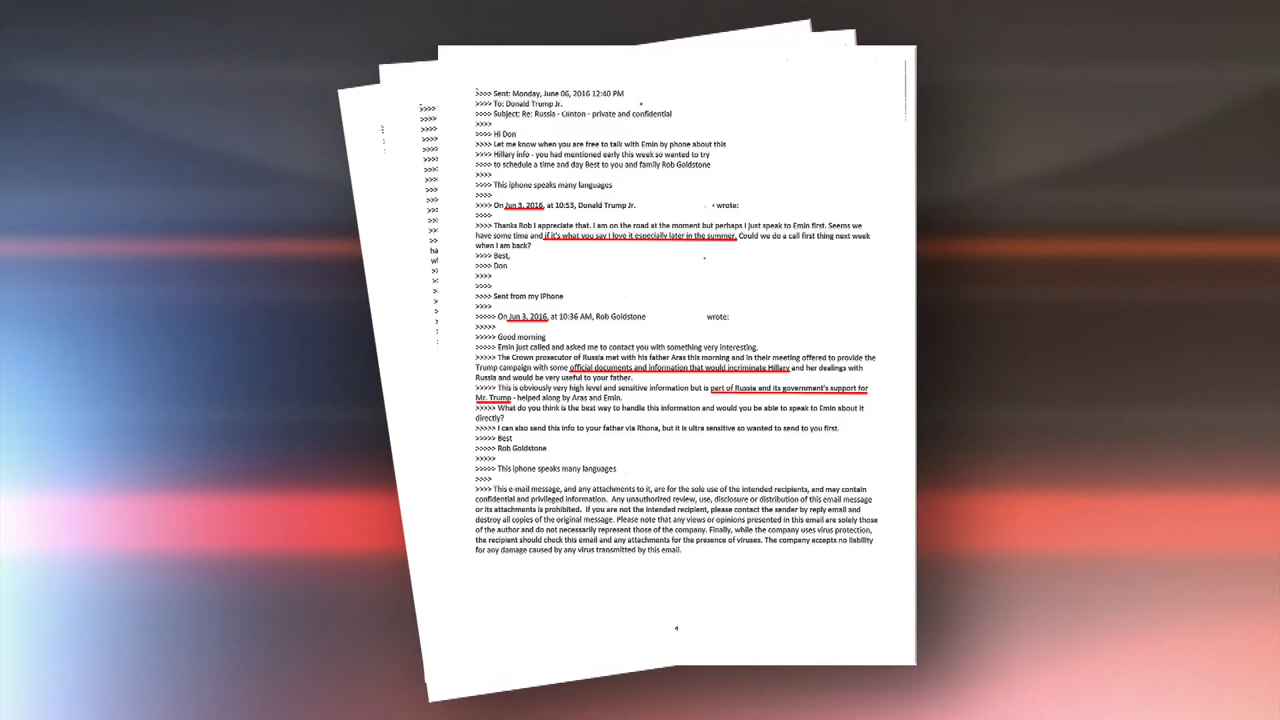 >>>> Sent: Monday, June 06, 2016 12:40 PM
>>>> To: Donald Trump Jr.
>>>> Subject: Re: Russia - Clinton - private and confidential
>>>>
>>>> Hi Don
>>>> Let me know when you are free to talk with Emin by phone about this
>>>> Hillary info - you had mentioned early this week so wanted to try
>>>> to schedule a time and day Best to you and family Rob Goldstone
>>>>
>>>> This iphone speaks many languages
>>>>
>>>> On Jun 3, 2016, at 10:53, Donald Trump Jr. wrote:
>>>>
>>>> Thanks Rob I appreciate that. I am on the road at the moment but perhaps I just speak to Emin first. Seems we
have some time and if it's what you say I love it especially later in the summer. Could we do a call first thing next week
when I am back?
>>>> Best,
>>>> Don
>>>>
>>>>
>>>> Sent from my iPhone
>>>>
>>>> On Jun 3, 2016, at 10:36 AM, Rob Goldstone wrote:
>>>>>
>>>>> Good morning
>>>>> Emin just called and asked me to contact you with something very interesting.
>>>>> The Crown prosecutor of Russia met with his father Aras this morning and in their meeting offered to provide the
Trump campaign with some official documents and information that would incriminate Hillary and her dealings with
Russia and would be very useful to your father.
>>>>> This is obviously very high level and sensitive information but is part of Russia and its government's support for
Mr. Trump - helped along by Aras and Emin.
>>>>> What do you think is the best way to handle this information and would you be able to speak to Emin about it
directly?
>>>>> I can also send this info to your father via Rhona, but it is ultra sensitive so wanted to send to you first.
>>>>> Best
>>>>> Rob Goldstone
>>>>>
>>>>> This iphone speaks many languages
>>>>
>>>> This e-mail message, and any attachments to it, are for the sole use of the intended recipients, and may contain
confidential and privileged information. Any unauthorized review, use, disclosure or distribution of this email message
or its attachments is prohibited. If you are not the intended recipient, please contact the sender by reply email and
destroy all copies of the original message. Please note that any views or opinions presented in this email are solely those
of the author and do not necessarily represent those of the company. Finally, while the company uses virus protection,
the recipient should check this email and any attachments for the presence of viruses. The company accepts no liability
for any damage caused by any virus transmitted by this email.
4